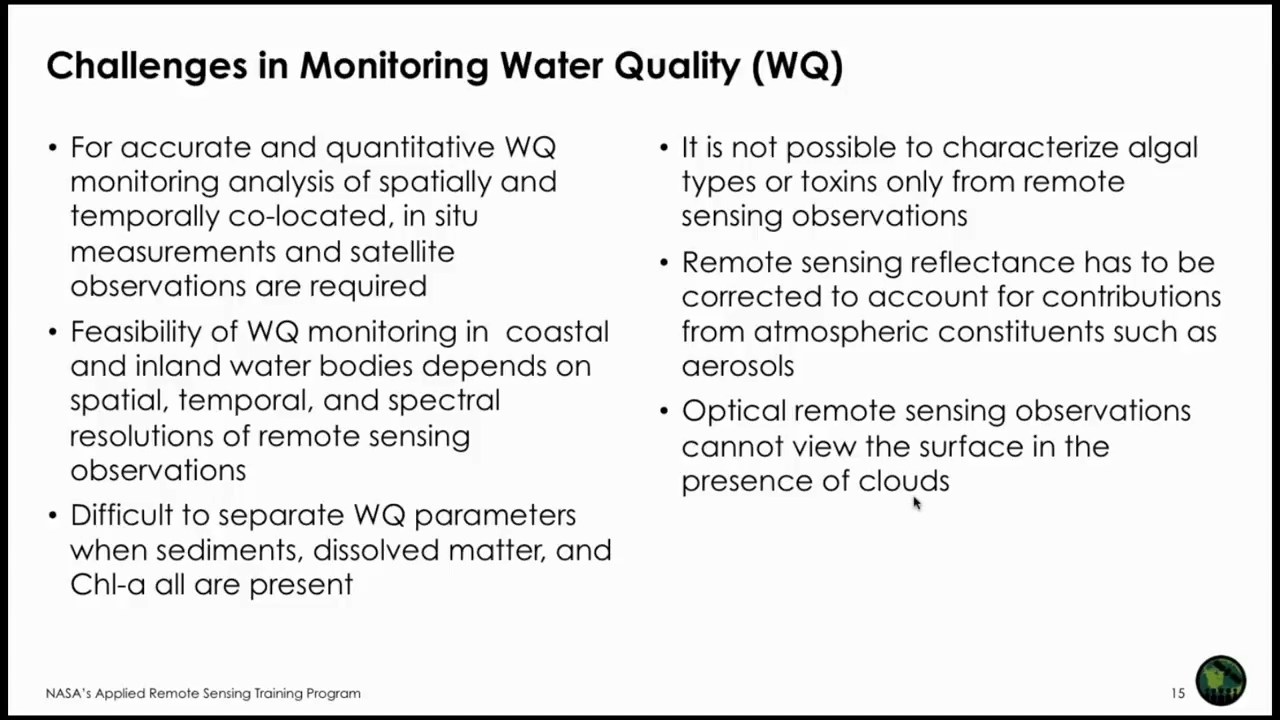 Challenges in Monitoring Water Quality (WQ)
• For accurate and quantitative WQ
monitoring analysis of spatially and
temporally co-located, in situ
measurements and satellite
observations are required
• Feasibility of WQ monitoring in  coastal
and inland water bodies depends on
spatial, temporal, and spectral
resolutions of remote sensing
observations
• Difficult to separate WQ parameters
when sediments, dissolved matter, and
Chl-a all are present
• It is not possible to characterize algal
types or toxins only from remote
sensing observations
• Remote sensing reflectance has to be
corrected to account for contributions
from atmospheric constituents such as
aerosols
• Optical remote sensing observations
cannot view the surface in the
presence of clouds
NASA's Applied Remote Sensing Training Program
15